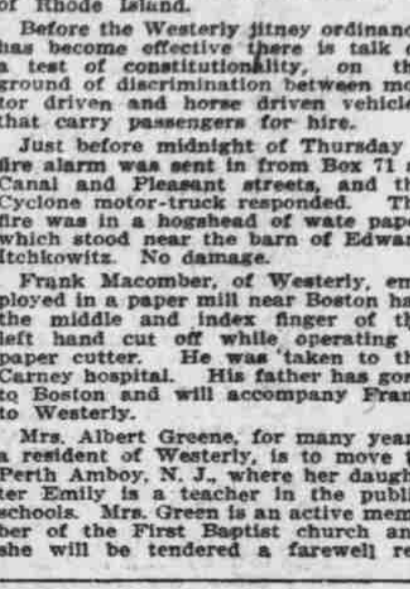 of Rhode Island.
Before the Westerly jitney ordinanc
has become effective there is talk o
a test of constitutionality, on th
ground of discrimination between mo
tor driven and horse driven vehicle
that carry passengers for hire.
Just before midnight of Thursday
fire alarm was sent in from Box 71 a
Canal and Pleasant streets, and th
Cyclone motor-truck responded. Th
fire was in a hogshead of wate pape
which stood near the barn of Edwar
Itchkowitz. No damage.
Frank Macomber, of Westerly, em
ployed in a paper mill near Boston ha
the middle and index finger of th
left hand cut off while operating
paper cutter. He was taken to th
Carney hospital. His father has gon
to Boston and will accompany Fran
to Westerly.
Mrs. Albert Greene, for many year
a resident of Westerly, is to move t
Perth Amboy, N. J., where her daugh
ter Emily is a teacher in the publi
schools. Mrs. Green is an active mem
ber of the First Baptist church an
she will be tendered a farewell re